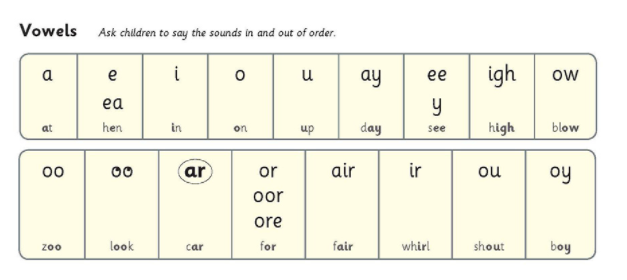 Vowels Ask children to say the sounds in and out of order.
a e i o u ay ee igh ow
ea y
at hen in on up day see high blow
oo oo ar or air ir ou oy
oor
ore
zoo look car for fair whirl shout boy